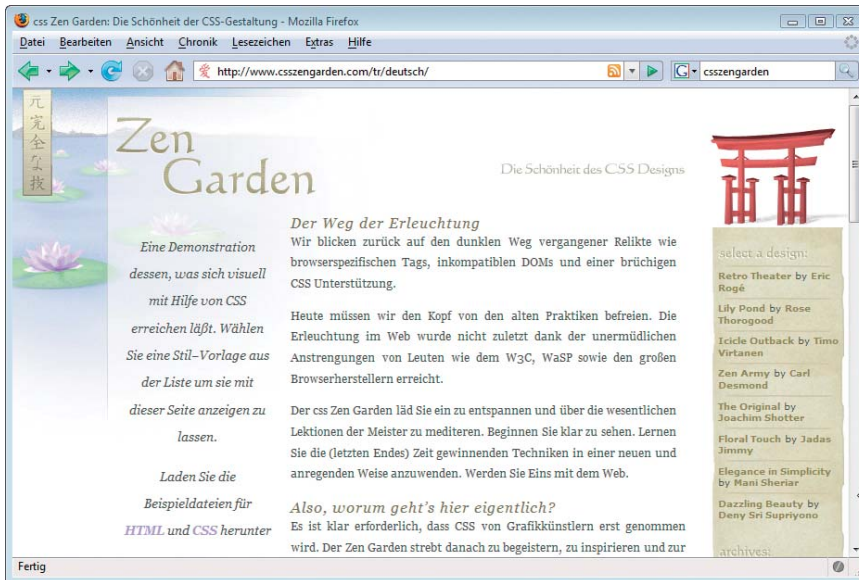 css Zen Garden: Die Schönheit der CSS-Gestaltung - Mozilla Firefox
Datei Bearbeiten Ansicht Chronik Lesezeichen Extras Hilfe
http://www.csszengarden.com/tr/deutsch/
G
csszengarden
元
完
全
な
技
Zen
Garden
Die Schönheit des CSS Designs
Eine Demonstration
dessen, was sich visuell
mit Hilfe von CSS
erreichen läßt. Wählen
Sie eine Stil-Vorlage aus
der Liste um sie mit
dieser Seite anzeigen zu
lassen.
Laden Sie die
Beispieldateien für
HTML und CSS herunter
Der Weg der Erleuchtung
Wir blicken zurück auf den dunklen Weg vergangener Relikte wie
browserspezifischen Tags, inkompatiblen DOMs und einer brüchigen
CSS Unterstützung.
Heute müssen wir den Kopf von den alten Praktiken befreien. Die
Erleuchtung im Web wurde nicht zuletzt dank der unermüdlichen
Anstrengungen von Leuten wie dem W3C, WaSP sowie den großen
Browserherstellern erreicht.
Der css Zen Garden läd Sie ein zu entspannen und über die wesentlichen
Lektionen der Meister zu mediteren. Beginnen Sie klar zu sehen. Lernen
Sie die (letzten Endes) Zeit gewinnenden Techniken in einer neuen und
anregenden Weise anzuwenden. Werden Sie Eins mit dem Web.
Also, worum geht's hier eigentlich?
Es ist klar erforderlich, dass CSS von Grafikkünstlern erst genommen
wird. Der Zen Garden strebt danach zu begeistern, zu inspirieren und zur
select a design:
Retro Theater by Eric
Rogé
Lily Pond by Rose
Thorogood
Icicle Outback by Timo
Virtanen
Zen Army by Carl
Desmond
The Original by
Joachim Shotter
Floral Touch by Jadas
Jimmy
Elegance in Simplicity
by Mani Sheriar
Dazzling Beauty by
Deny Sri Supriyono
archives:
Fertig